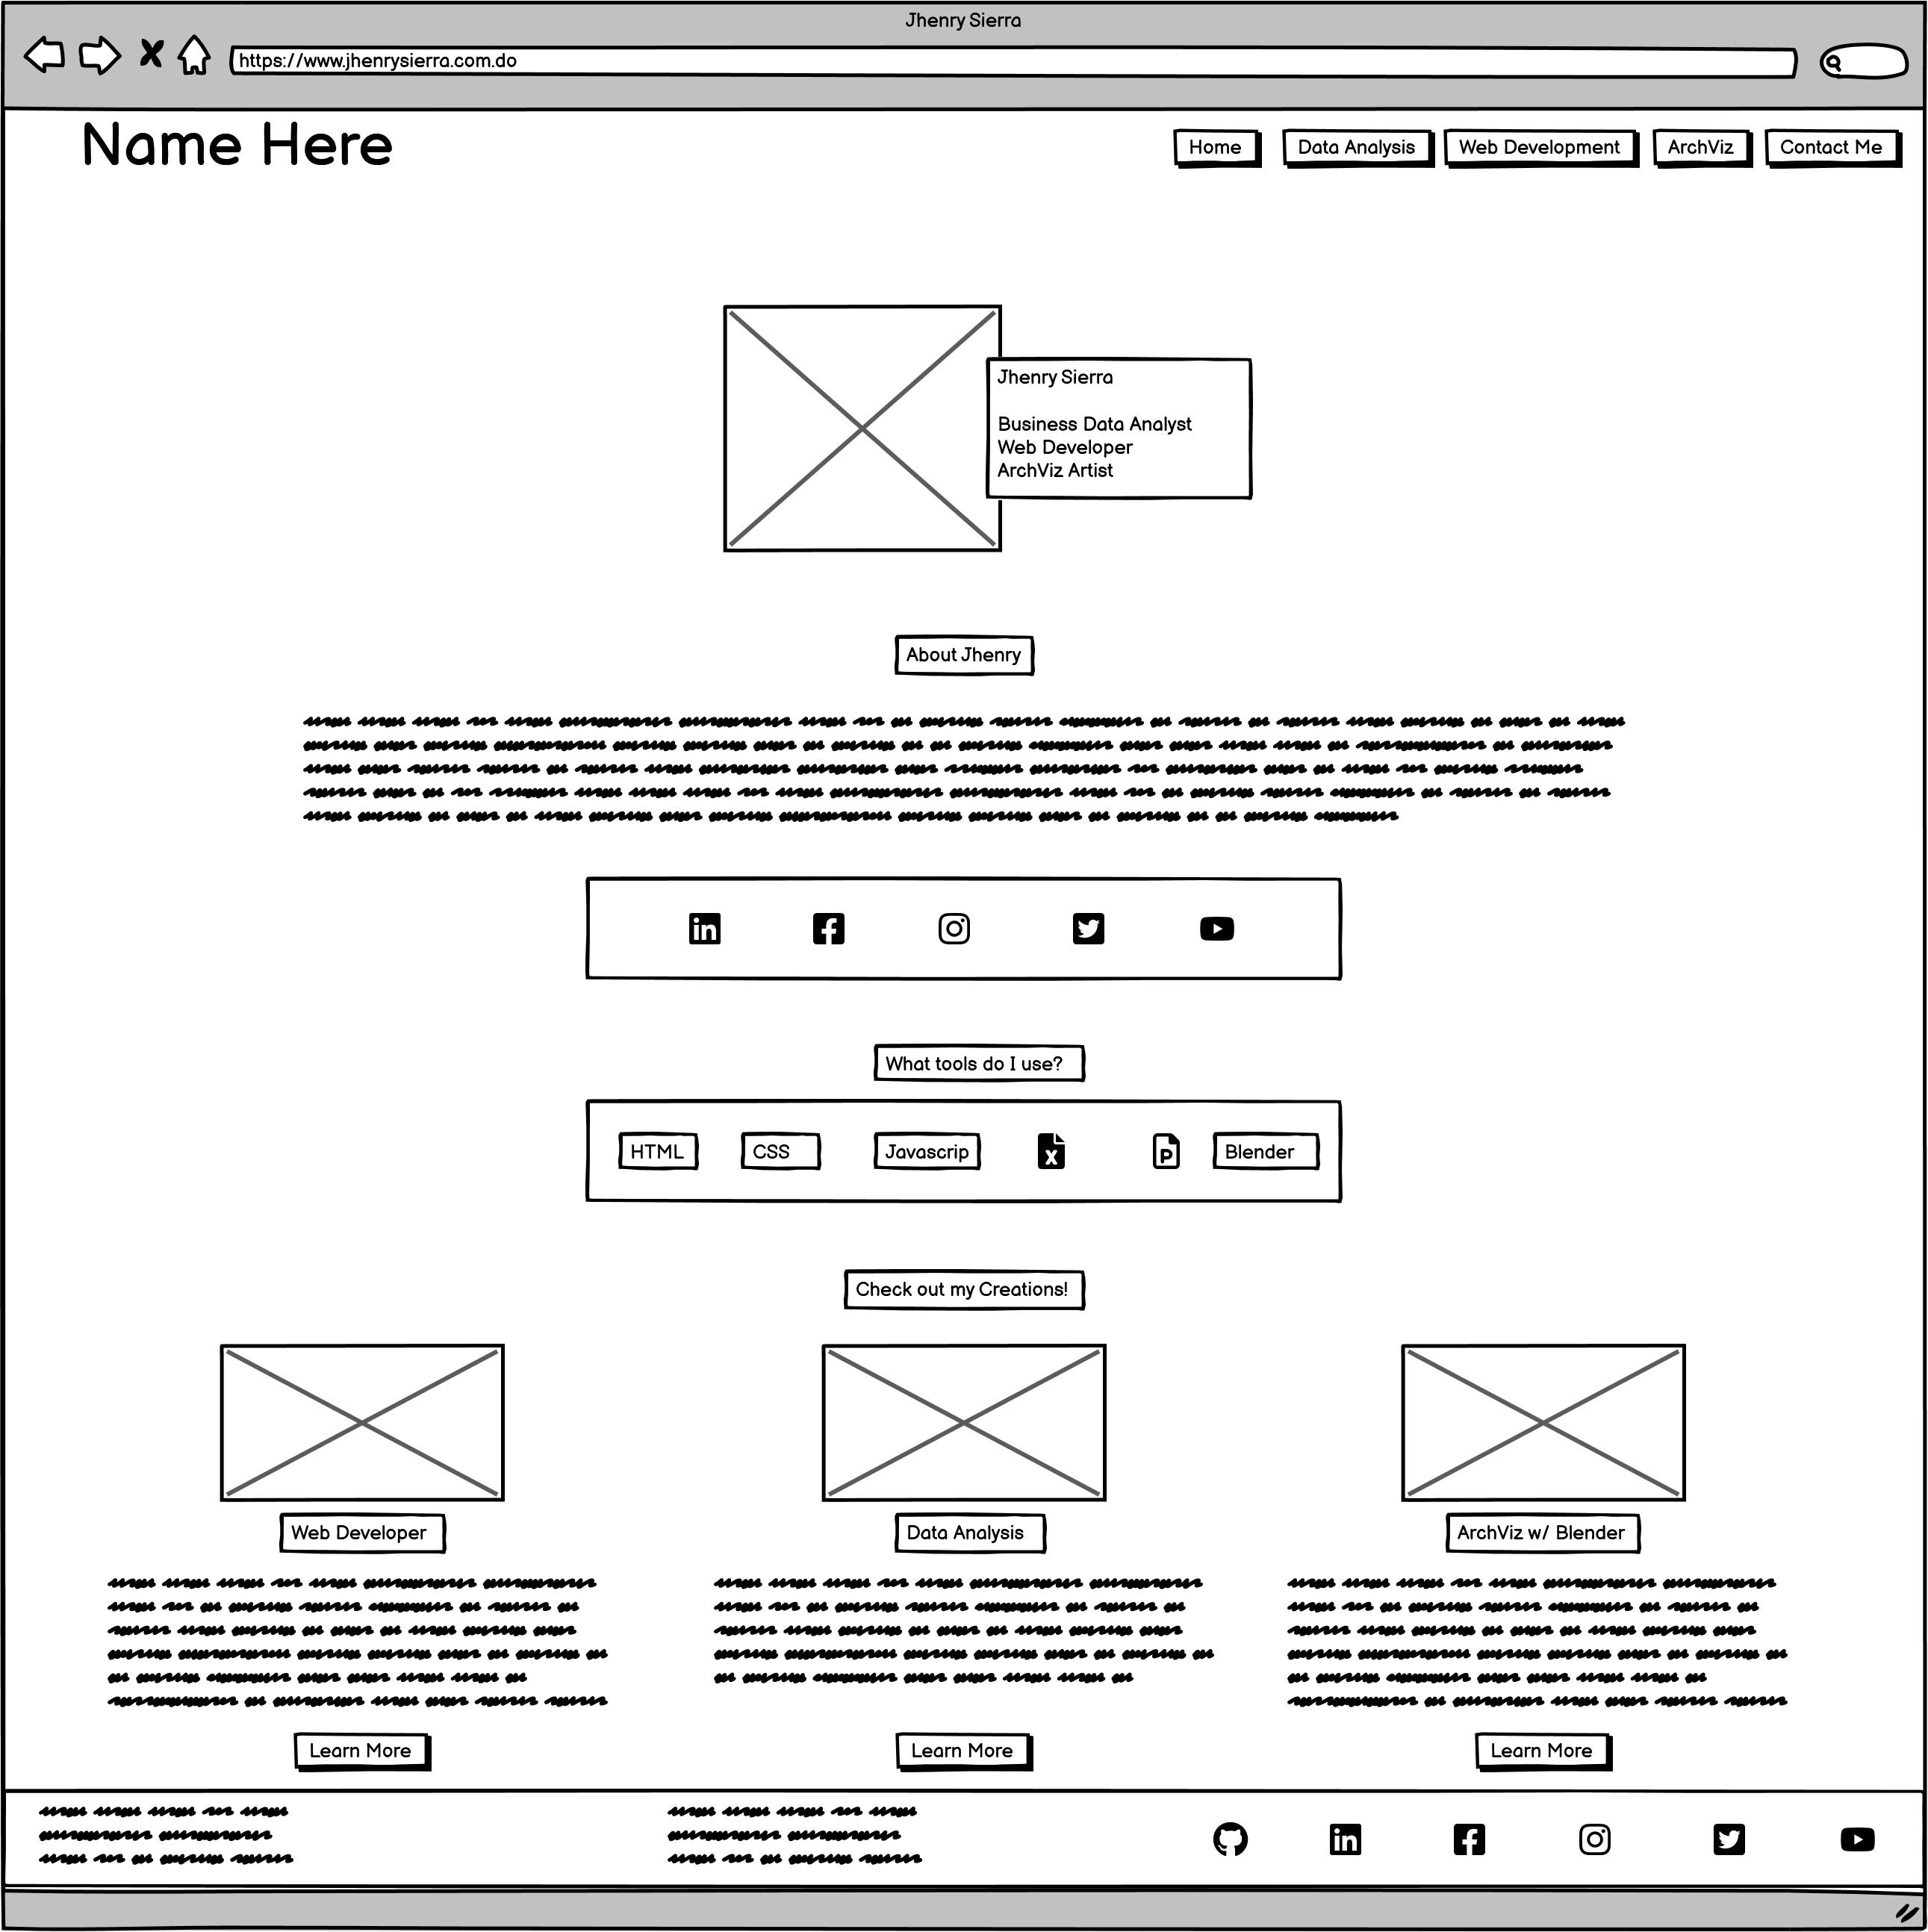 Jhenry Sierra
https://www.jhenrysierra.com.do
Name Here
Home
Data Analysis
Web Development
ArchViz
Contact Me
Jhenry Sierra
Business Data Analyst
Web Developer
ArchViz Artist
About Jhenry
What tools do I use?
HTML
CSS
Javascrip
Blender
Check out my Creations!
Web Developer
Data Analysis
ArchViz w/ Blender
Learn More
Learn More
Learn More